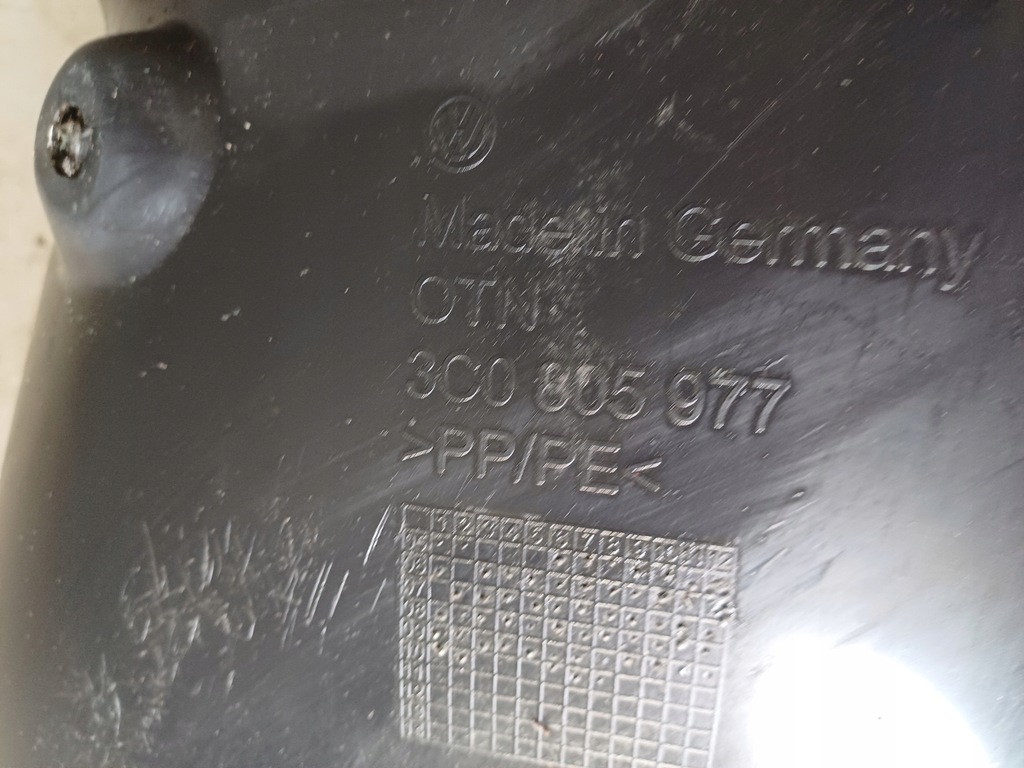 Made in Germany
OTN
3C0 805 977
>PP/PE<